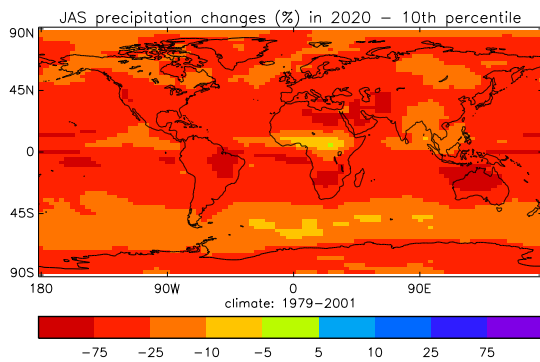 JAS precipitation changes (%) in 2020 − 10th percentile
90N
45N
0
45S
90S
180 90W 0 90E
climate: 1979−2001
−75 −25 −10 −5 5 10 25 75